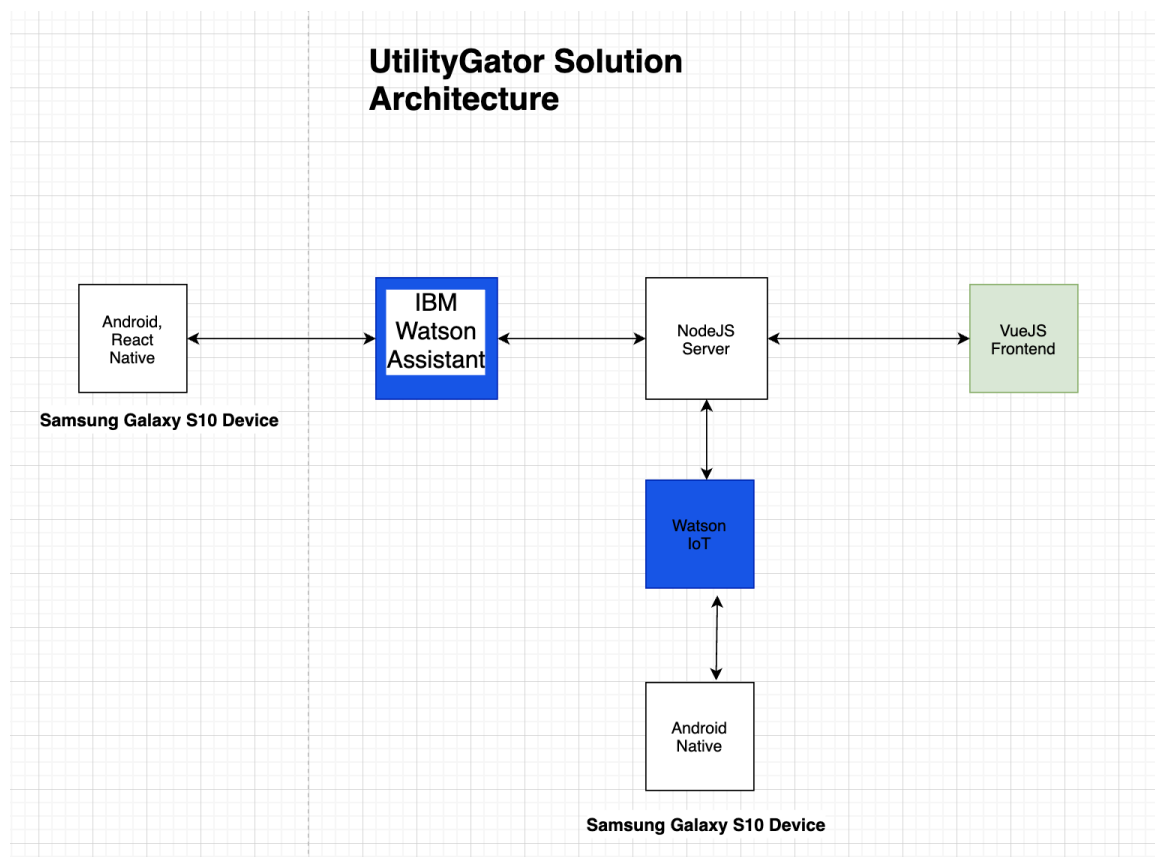 UtilityGator Solution
Architecture
Android,
React
Native
Samsung Galaxy S10 Device
IBM
Watson
Assistant
NodeJS
Server
VueJS
Frontend
Watson
IoT
Android
Native
Samsung Galaxy S10 Device